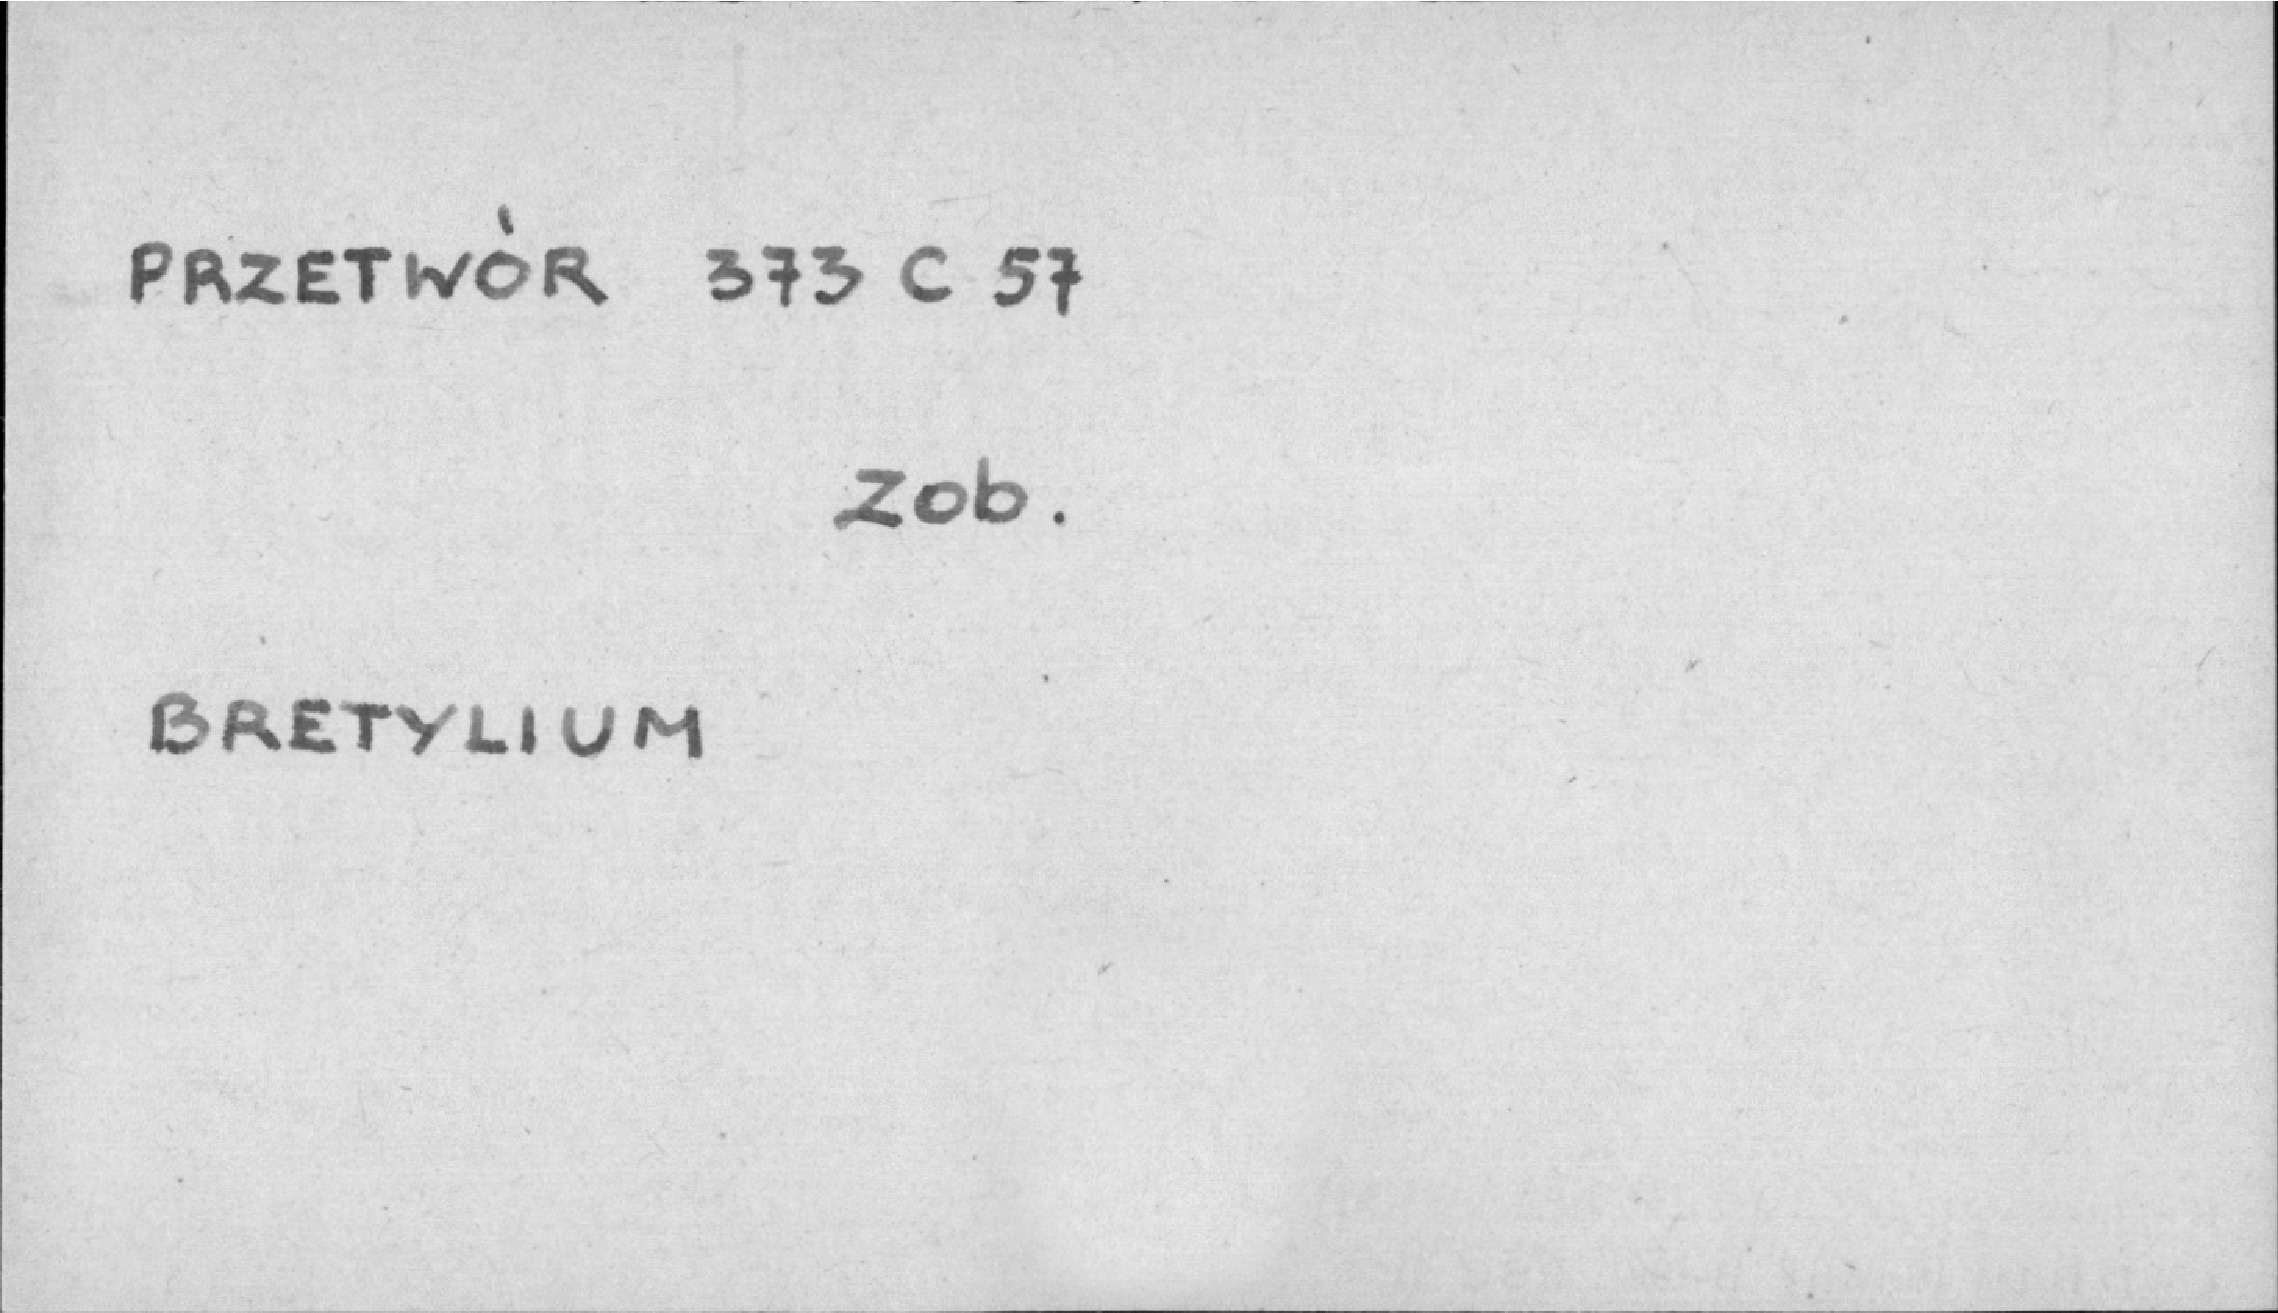 PRZETWÓR 373 C 57
Zob.
BRETYLIUM